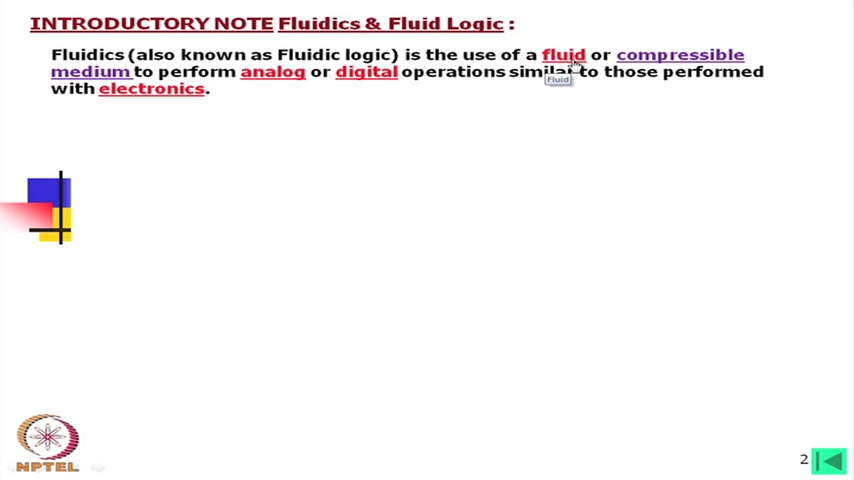 INTRODUCTORY NOTE Fluidics & Fluid Logic :
Fluidics (also known as Fluidic logic) is the use of a fluid or compressible
medium to perform analog or digital operations similar to those performed
Fluid
with electronics.
NPTEL
2